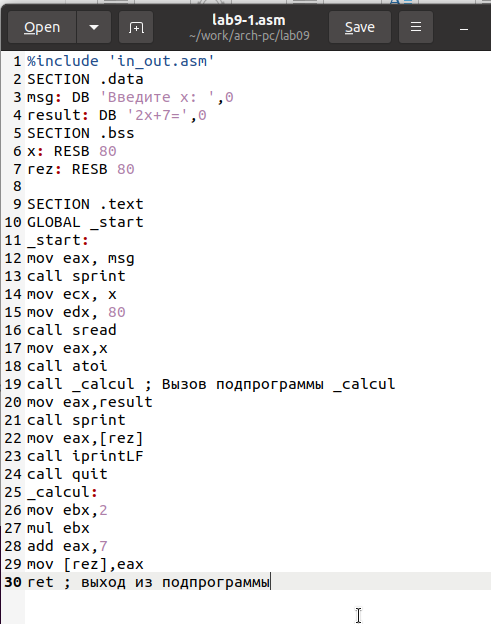 Open
lab9-1.asm
~/work/arch-pc/lab09
Save
1 %include 'in_out.asm'
2 SECTION .data
3 msg: DB 'Введите x: ',0
4 result: DB '2x+7=',0
5 SECTION .bss
6 x: RESB 80
7 rez: RESB 80
8
9 SECTION .text
10 GLOBAL _start
11 _start:
12 mov eax, msg
13 call sprint
14 mov ecx, x
15 mov edx, 80
16 call sread
17 mov eax,x
18 call atoi
19 call _calcul ; Вызов подпрограммы _calcul
20 mov eax,result
21 call sprint
22 mov eax,[rez]
23 call iprintLF
24 call quit
25 _calcul:
26 mov ebx,2
27 mul ebx
28 add eax,7
29 mov [rez],eax
30 ret ; выход из подпрограммы